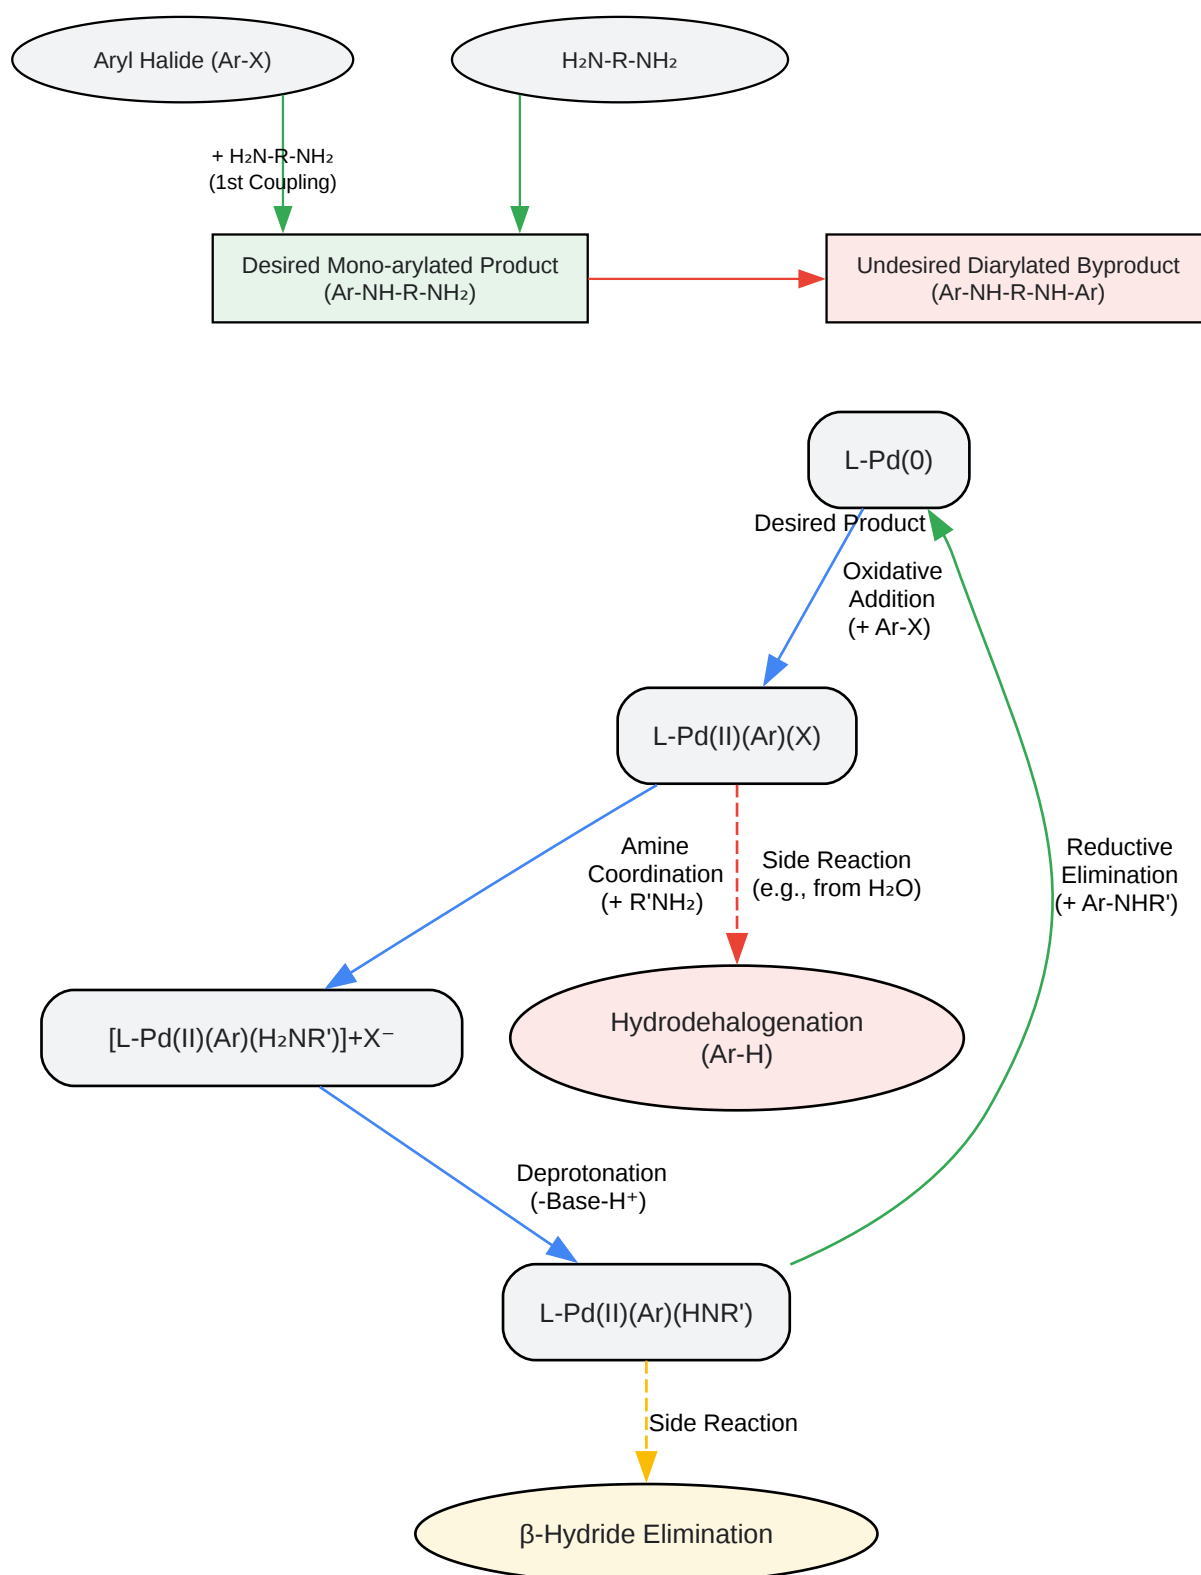 Aryl Halide (Ar-X)
H₂N-R-NH₂
+ H₂N-R-NH₂
(1st Coupling)
Desired Mono-arylated Product
(Ar-NH-R-NH₂)
Undesired Diarylated Byproduct
(Ar-NH-R-NH-Ar)
L-Pd(0)
Desired Product
Oxidative
Addition
(+ Ar-X)
L-Pd(II)(Ar)(X)
Amine
Coordination
(+ R'NH₂)
Side Reaction
(e.g., from H₂O)
Reductive
Elimination
(+ Ar-NHR')
[L-Pd(II)(Ar)(H₂NR')]+X⁻
Hydrodehalogenation
(Ar-H)
Deprotonation
(-Base-H⁺)
L-Pd(II)(Ar)(HNR')
Side Reaction
β-Hydride Elimination